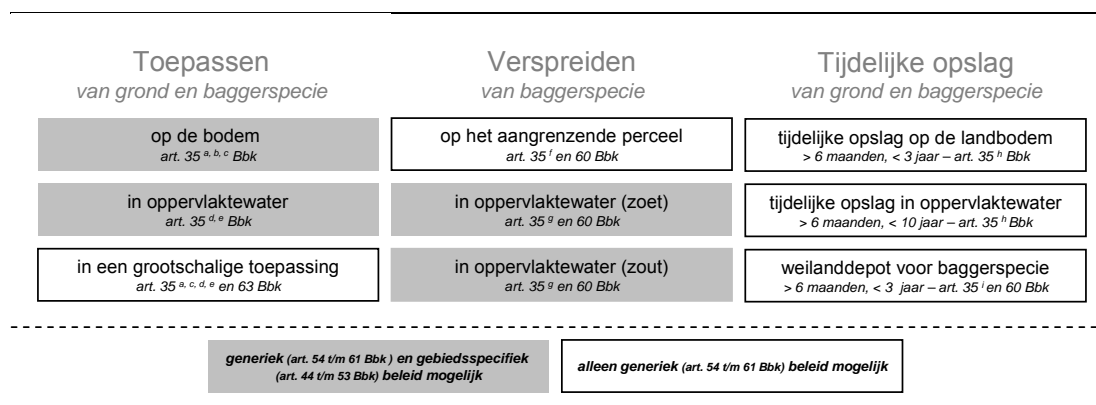 Toepassen
van grond en baggerspecie
op de bodem
art. 35 a, b, c Bbk
in oppervlaktewater
art. 35 d, e Bbk
in een grootschalige toepassing
art. 35 a, c, d, e en 63 Bbk
Verspreiden
van baggerspecie
op het aangrenzende perceel
art. 35 f en 60 Bbk
in oppervlaktewater (zoet)
art. 35 g en 60 Bbk
in oppervlaktewater (zout)
art. 35 g en 60 Bbk
Tijdelijke opslag
van grond en baggerspecie
tijdelijke opslag op de landbodem
> 6 maanden, < 3 jaar – art. 35 h Bbk
tijdelijke opslag in oppervlaktewater
> 6 maanden, < 10 jaar – art. 35 h Bbk
weilanddepot voor baggerspecie
> 6 maanden, < 3 jaar – art. 35 i en 60 Bbk
generiek (art. 54 t/m 61 Bbk ) en gebiedsspecifiek
(art. 44 t/m 53 Bbk) beleid mogelijk
alleen generiek (art. 54 t/m 61 Bbk) beleid mogelijk